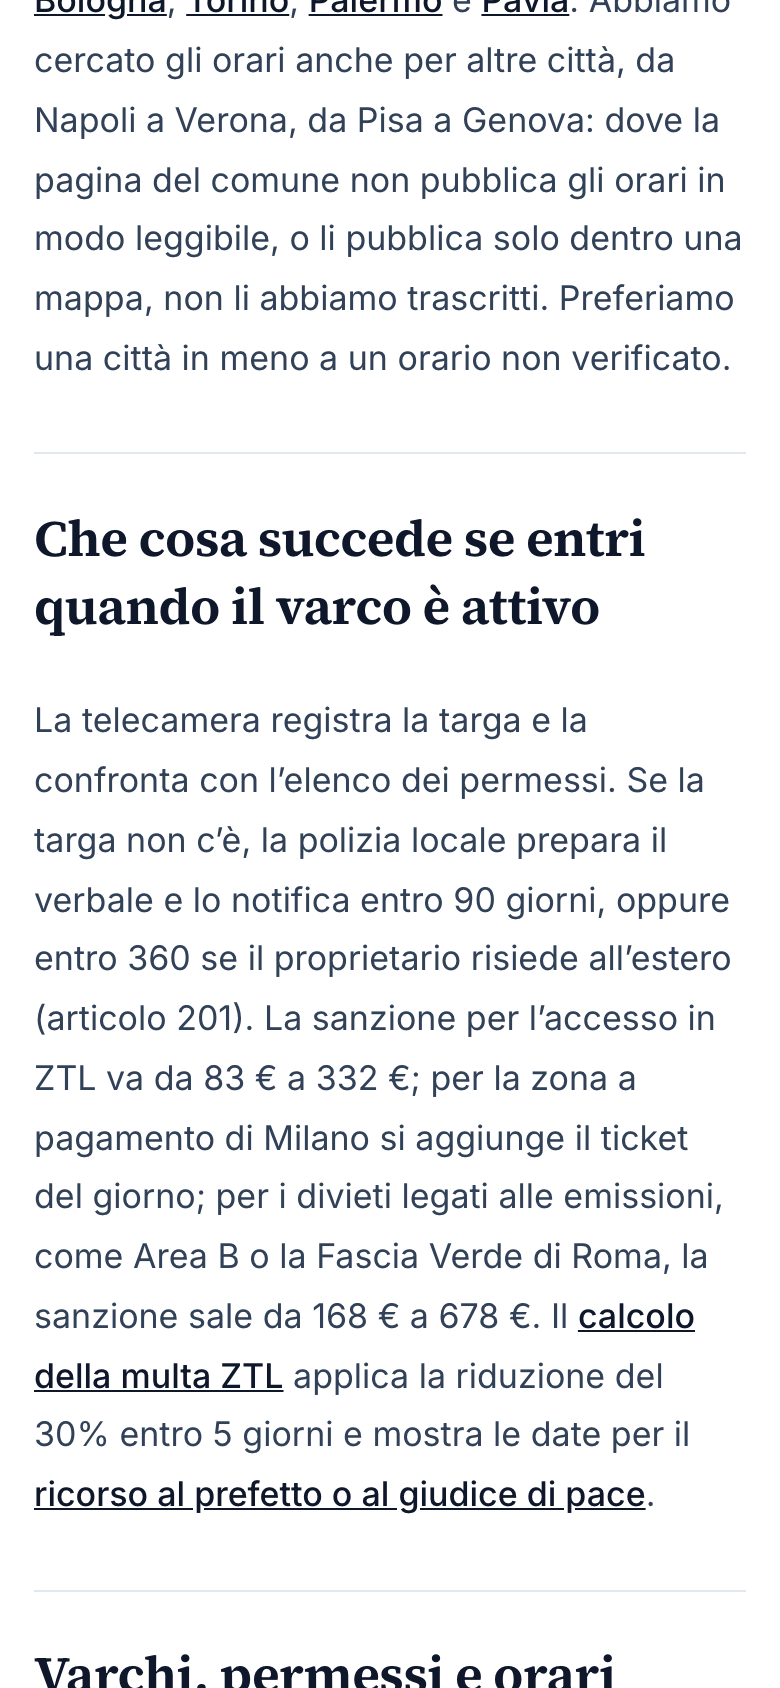 Bologna, Torino, Palermo e Pavia. Abbiamo
cercato gli orari anche per altre città, da
Napoli a Verona, da Pisa a Genova: dove la
pagina del comune non pubblica gli orari in
modo leggibile, o li pubblica solo dentro una
mappa, non li abbiamo trascritti. Preferiamo
una città in meno a un orario non verificato.
Che cosa succede se entri
quando il varco è attivo
La telecamera registra la targa e la
confronta con l’elenco dei permessi. Se la
targa non c’è, la polizia locale prepara il
verbale e lo notifica entro 90 giorni, oppure
entro 360 se il proprietario risiede all’estero
(articolo 201). La sanzione per l’accesso in
ZTL va da 83 € a 332 €; per la zona a
pagamento di Milano si aggiunge il ticket
del giorno; per i divieti legati alle emissioni,
come Area B o la Fascia Verde di Roma, la
sanzione sale da 168 € a 678 €. Il calcolo
della multa ZTL applica la riduzione del
30% entro 5 giorni e mostra le date per il
ricorso al prefetto o al giudice di pace.
Varchi, permessi e orari